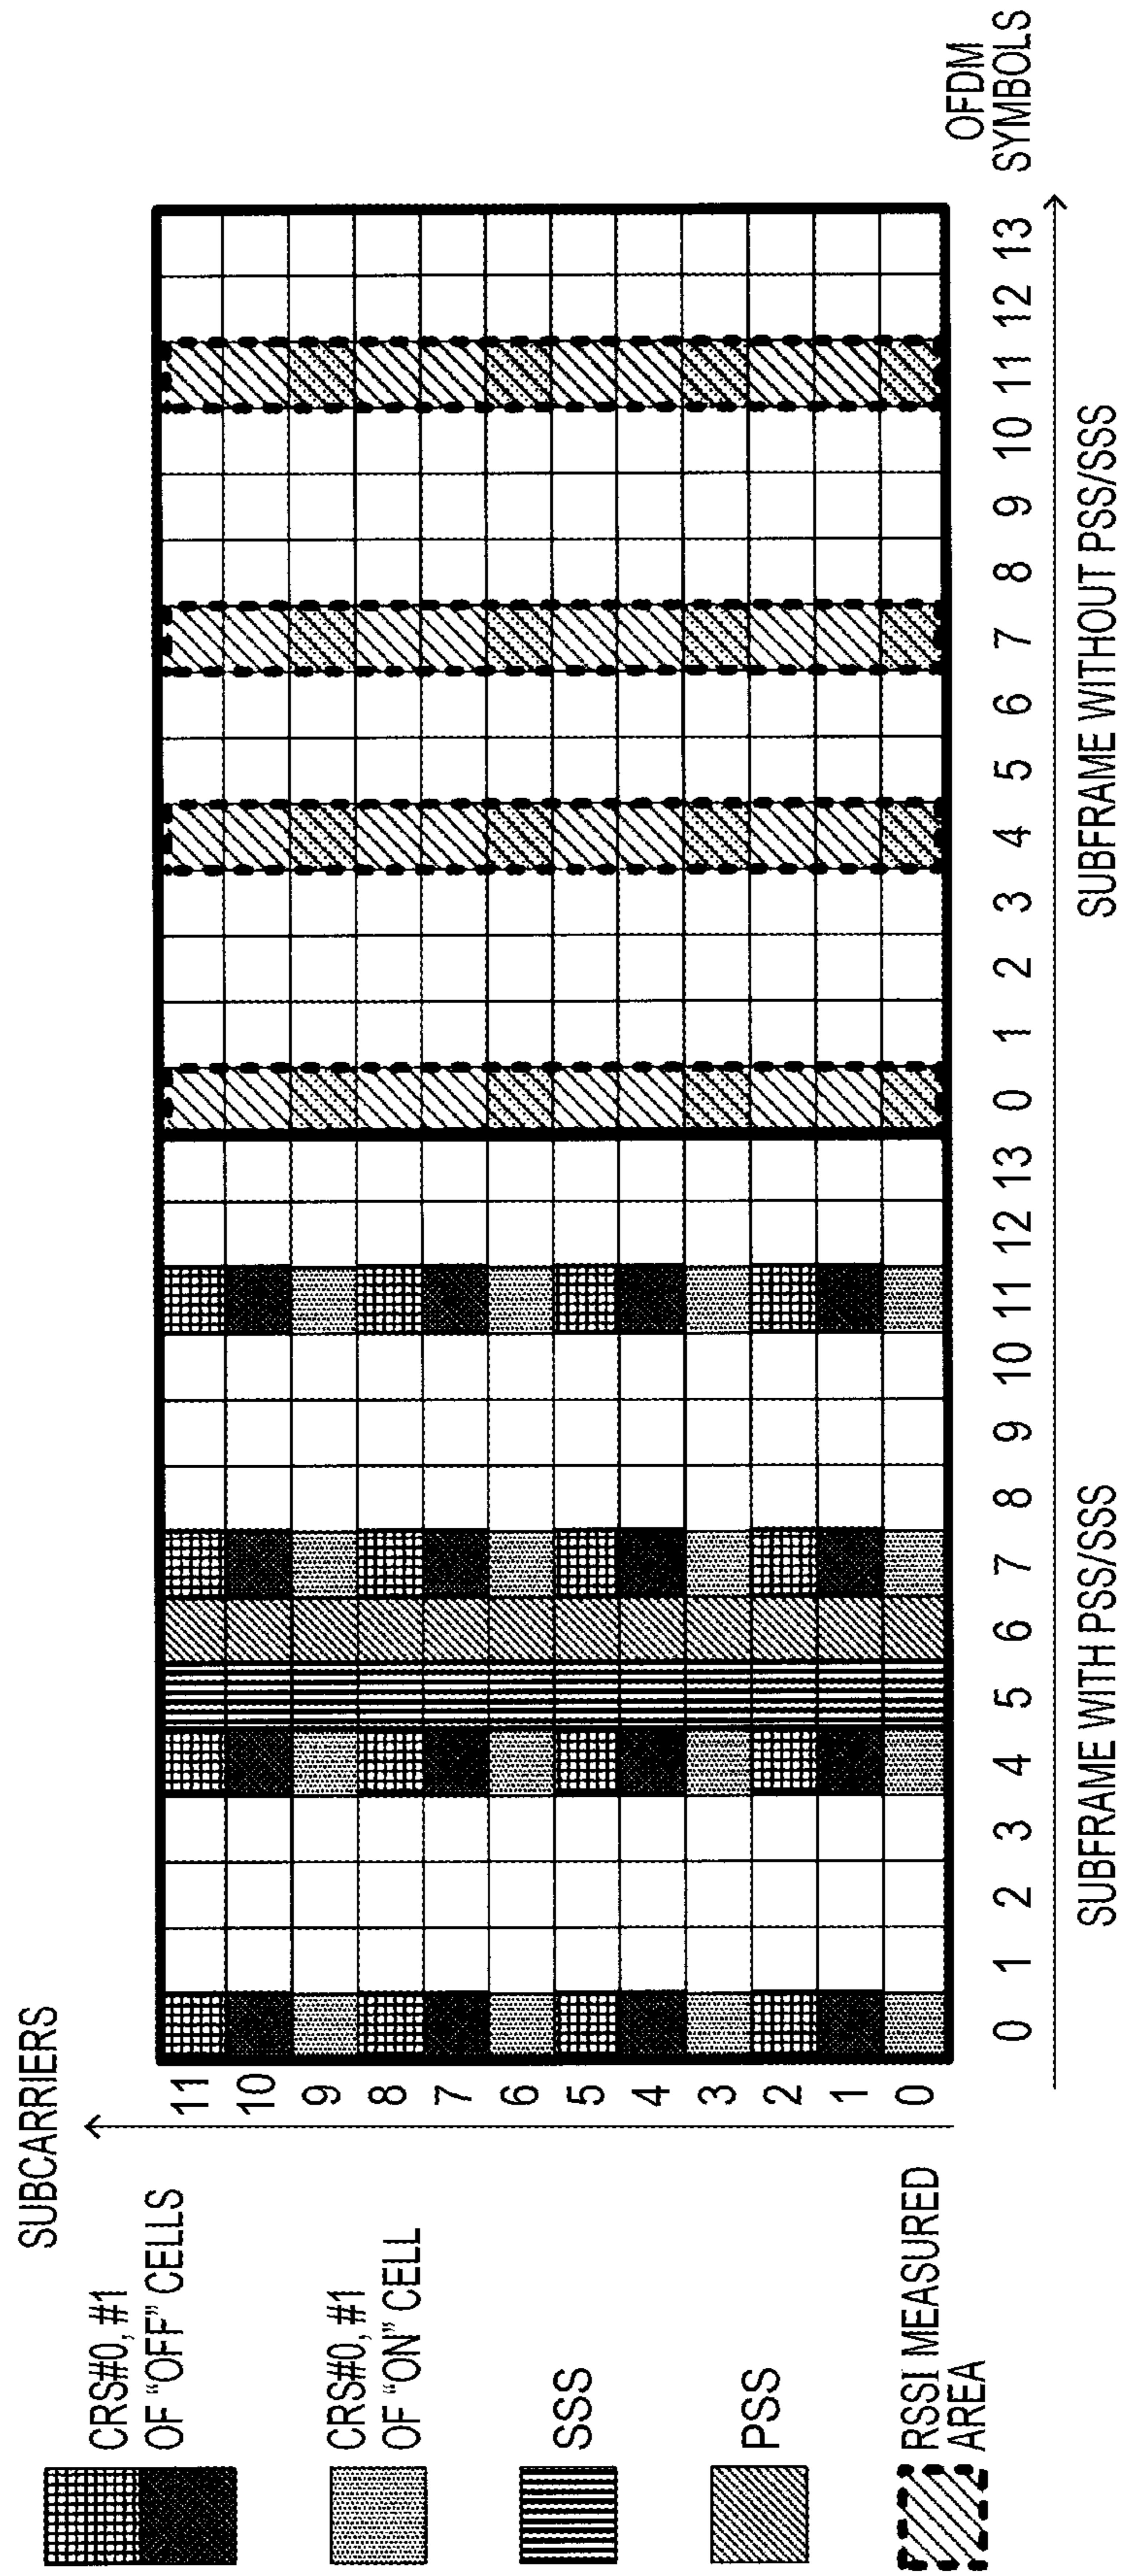 CRS#0, #1
OF "OFF" CELLS
CRS#0, #1
OF "ON" CELL
SSS
PSS
RSSI MEASURED
AREA
SUBCARRIERS
11
10
9
8
7
6
5
4
3
2
1
0
0 1 2 3 4 5 6 7 8 9 10 11 12 13 0 1 2 3 4 5 6 7 8 9 10 11 12 13
OFDM
SYMBOLS
SUBFRAME WITH PSS/SSS
SUBFRAME WITHOUT PSS/SSS